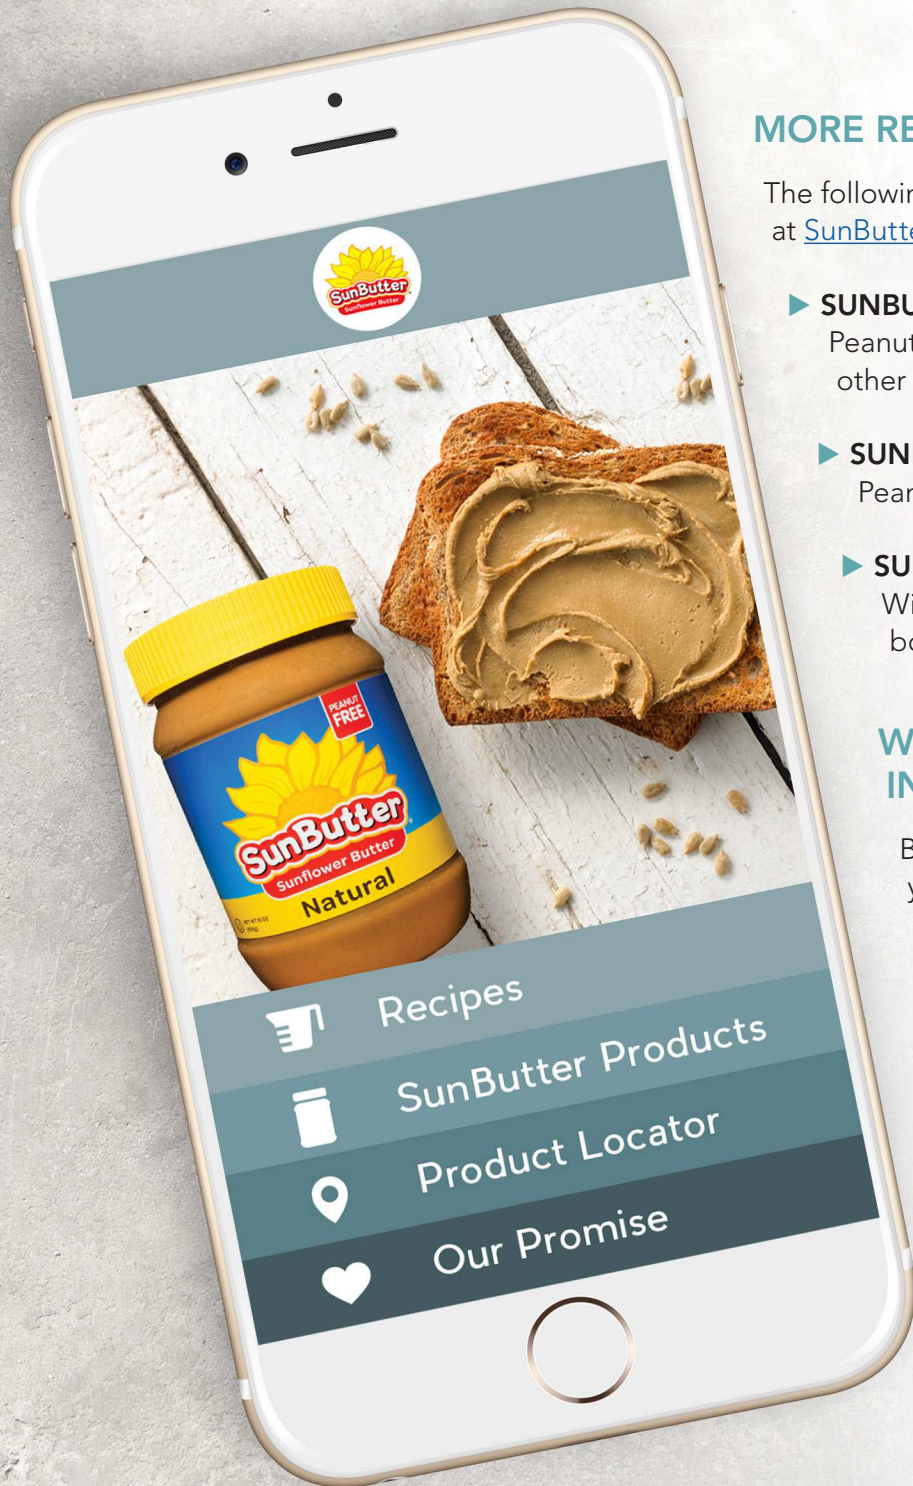 SunButter
Sunflower Butter
PEANUT
FREE
SunButter
Sunflower Butter
Natural
Recipes
SunButter Products
Product Locator
Our Promise
MORE RE
The followin
at SunButte
SUNBU
Peanut
other
SUN
Pear
SU
Wi
bo
W
IN
B
y